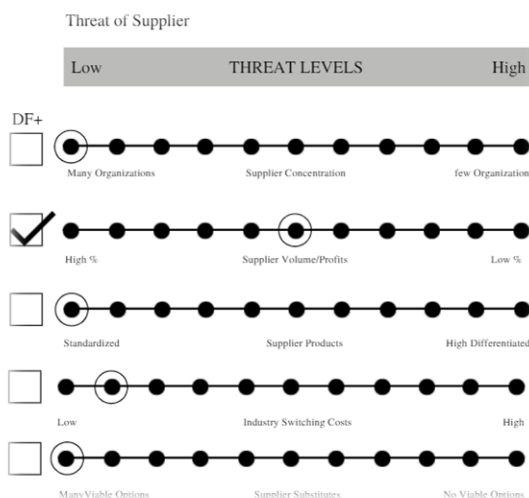 Threat of Supplier
Low THREAT LEVELS High
DF+
Many Organizations Supplier Concentration few Organization
High % Supplier Volume/Profits Low %
Standardized Supplier Products High Differentiated
Low Industry Switching Costs High
ManyViable Options Supplier Substitutes No Viable Options